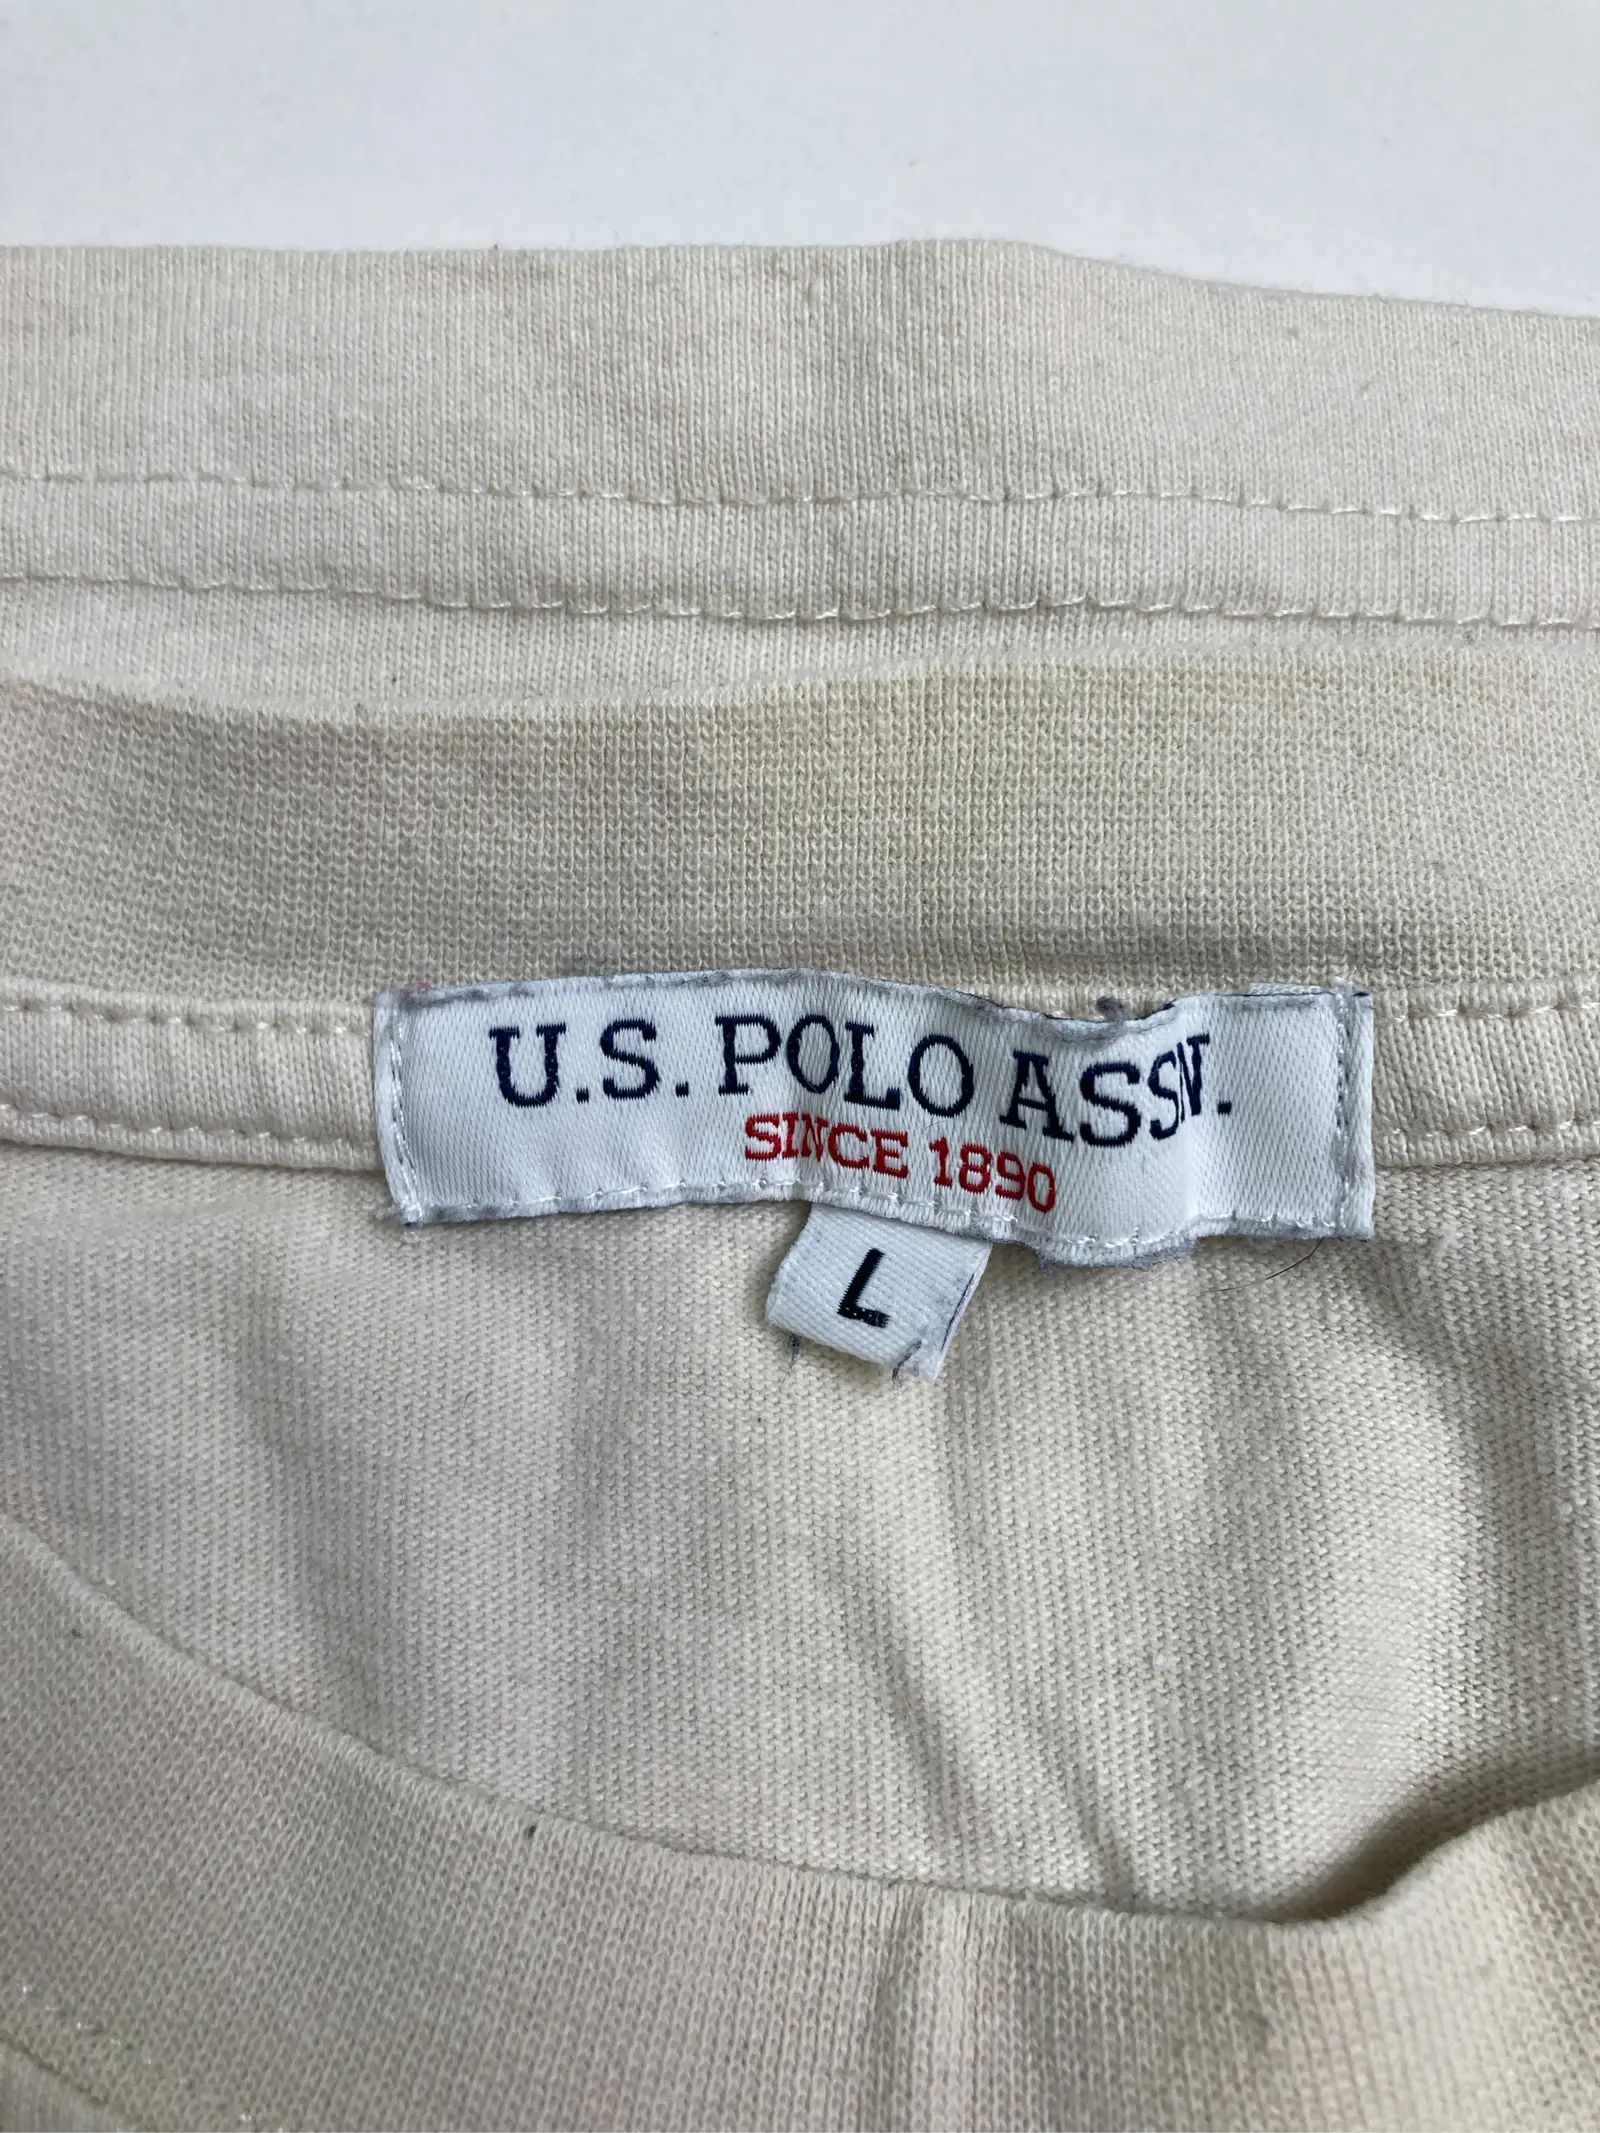 U.S. POLO ASSN.
SINCE 1890
L